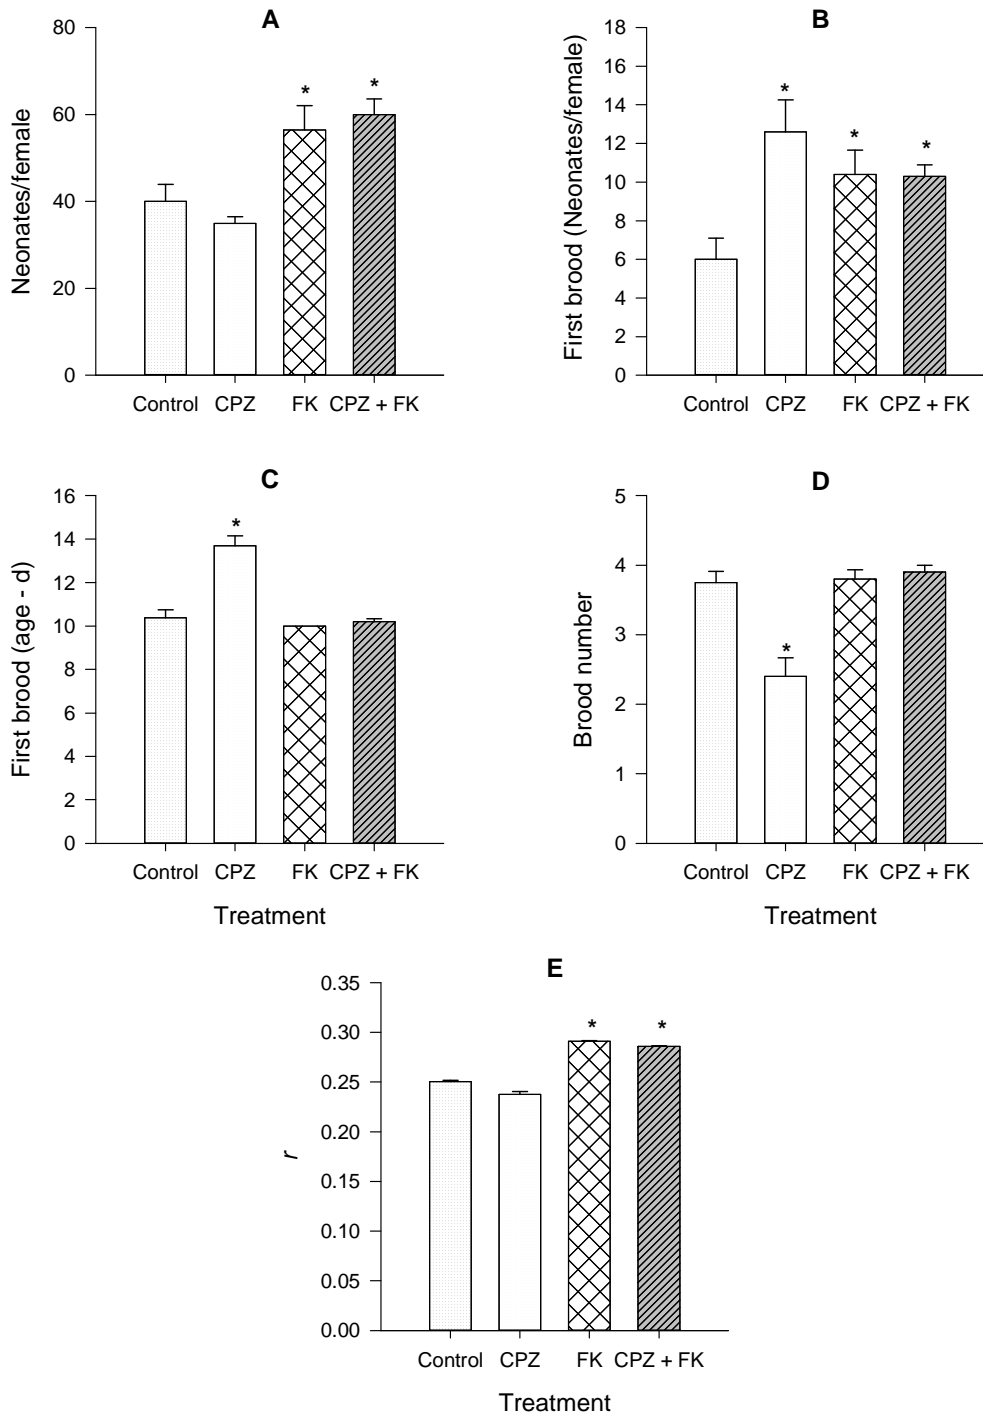 A
Neonates/female
80
60
40
20
0
*
*
Control CPZ FK CPZ + FK
B
First brood (Neonates/female)
18
16
14
12
10
8
6
4
2
0
*
*
*
Control CPZ FK CPZ + FK
C
First brood (age - d)
16
14
12
10
8
6
4
2
0
*
Control CPZ FK CPZ + FK
Treatment
D
Brood number
5
4
3
2
1
0
*
Control CPZ FK CPZ + FK
Treatment
E
r
0.35
0.30
0.25
0.20
0.15
0.10
0.05
0.00
*
*
Control CPZ FK CPZ + FK
Treatment